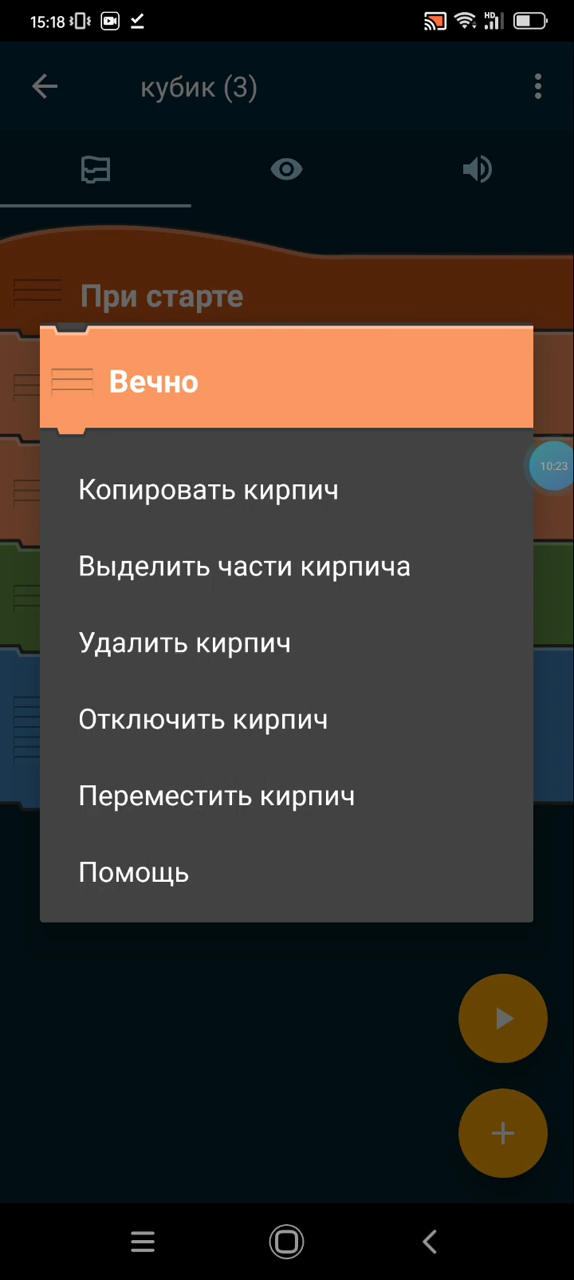 15:18
HD
кубик (3)
При старте
Вечно
10:23
Копировать кирпич
Выделить части кирпича
Удалить кирпич
Отключить кирпич
Переместить кирпич
Помощь